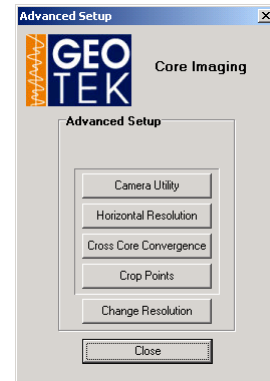 Advanced Setup
GEO
TEK
Core Imaging
Advanced Setup
Camera Utility
Horizontal Resolution
Cross Core Convergence
Crop Points
Change Resolution
Close